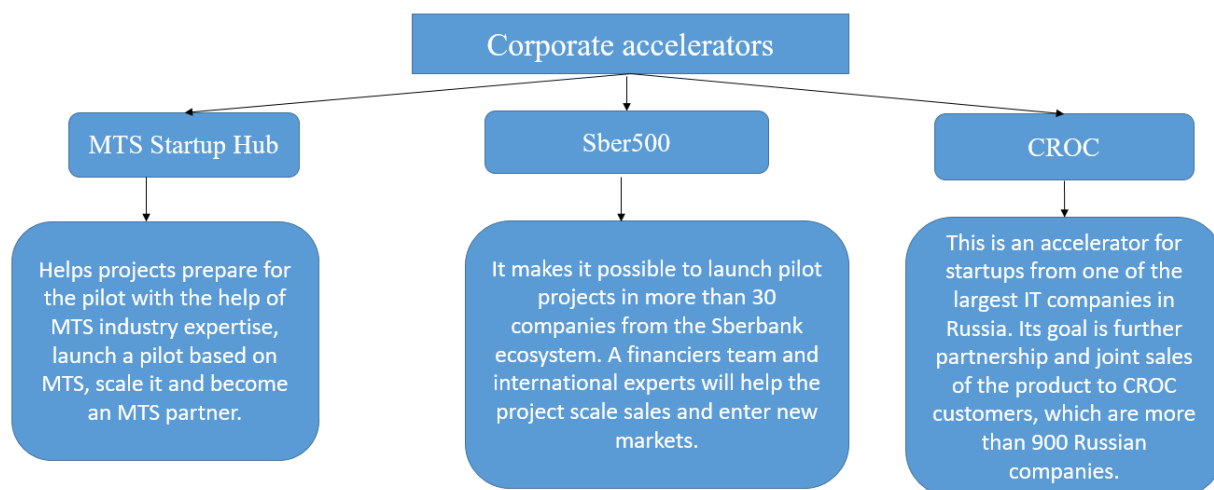 Corporate accelerators
MTS Startup Hub
Sber500
CROC
Helps projects prepare for
the pilot with the help of
MTS industry expertise,
launch a pilot based on
MTS, scale it and become
an MTS partner.
It makes it possible to launch pilot
projects in more than 30
companies from the Sberbank
ecosystem. A financiers team and
international experts will help the
project scale sales and enter new
markets.
This is an accelerator for
startups from one of the
largest IT companies in
Russia. Its goal is further
partnership and joint sales
of the product to CROC
customers, which are more
than 900 Russian
companies.